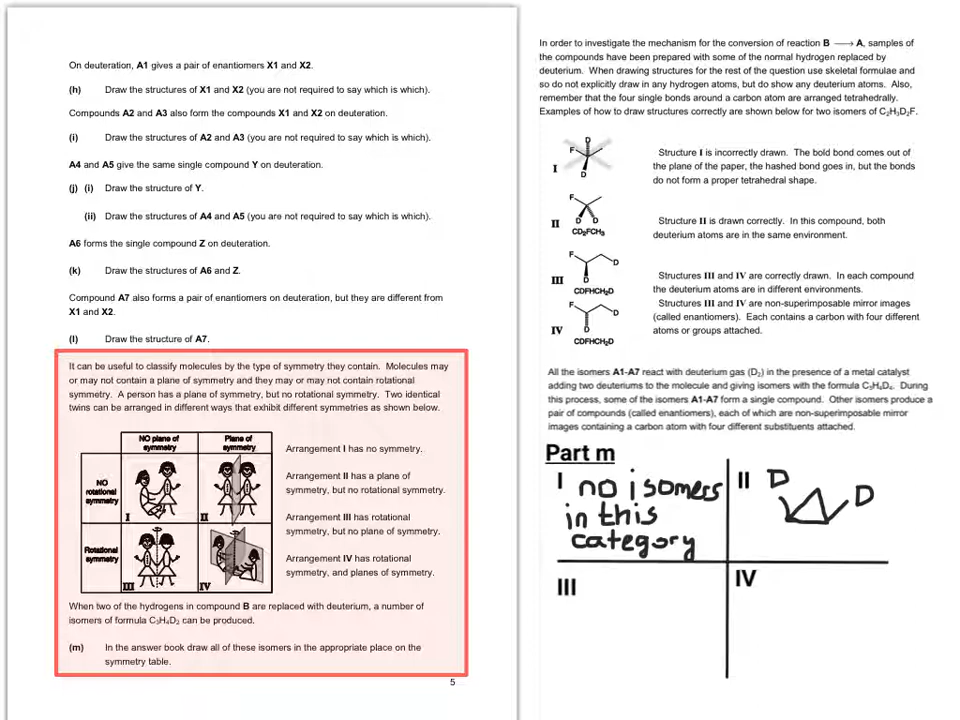 On deuteration, A1 gives a pair of enantiomers X1 and X2.
(h) Draw the structures of X1 and X2 (you are not required to say which is which).
Compounds A2 and A3 also form the compounds X1 and X2 on deuteration.
(i) Draw the structures of A2 and A3 (you are not required to say which is which).
A4 and A5 give the same single compound Y on deuteration.
(j) (i) Draw the structure of Y.
(ii) Draw the structures of A4 and A5 (you are not required to say which is which).
A6 forms the single compound Z on deuteration.
(k) Draw the structures of A6 and Z.
Compound A7 also forms a pair of enantiomers on deuteration, but they are different from
X1 and X2.
(l) Draw the structure of A7.
It can be useful to classify molecules by the type of symmetry they contain. Molecules may
or may not contain a plane of symmetry and they may or may not contain rotational
symmetry. A person has a plane of symmetry, but no rotational symmetry. Two identical
twins can be arranged in different ways that exhibit different symmetries as shown below.
NO plane of
symmetry
Plane of
symmetry
NO
rotational
symmetry
I
II
Rotational
symmetry
III
IV
Arrangement I has no symmetry.
Arrangement II has a plane of
symmetry, but no rotational symmetry.
Arrangement III has rotational
symmetry, but no plane of symmetry.
Arrangement IV has rotational
symmetry, and planes of symmetry.
When two of the hydrogens in compound B are replaced with deuterium, a number of
isomers of formula C₃H₄D₂ can be produced.
(m) In the answer book draw all of these isomers in the appropriate place on the
symmetry table.
5
In order to investigate the mechanism for the conversion of reaction B ⟶ A, samples of
the compounds have been prepared with some of the normal hydrogen replaced by
deuterium. When drawing structures for the rest of the question use skeletal formulae and
so do not explicitly draw in any hydrogen atoms, but do show any deuterium atoms. Also,
remember that the four single bonds around a carbon atom are arranged tetrahedrally.
Examples of how to draw structures correctly are shown below for two isomers of C₂H₃D₂F.
D
F
D
I
Structure I is incorrectly drawn. The bold bond comes out of
the plane of the paper, the hashed bond goes in, but the bonds
do not form a proper tetrahedral shape.
F
D D
II
CD₂FCH₃
Structure II is drawn correctly. In this compound, both
deuterium atoms are in the same environment.
F
D
D
III
CDFHCH₂D
Structures III and IV are correctly drawn. In each compound
the deuterium atoms are in different environments.
Structures III and IV are non-superimposable mirror images
(called enantiomers). Each contains a carbon with four different
atoms or groups attached.
F
D
D
IV
CDFHCH₂D
All the isomers A1-A7 react with deuterium gas (D₂) in the presence of a metal catalyst
adding two deuteriums to the molecule and giving isomers with the formula C₃H₄D₄. During
this process, some of the isomers A1-A7 form a single compound. Other isomers produce a
pair of compounds (called enantiomers), each of which are non-superimposable mirror
images containing a carbon atom with four different substituents attached.
Part m
I no isomers
in this
category
II D D
III
IV